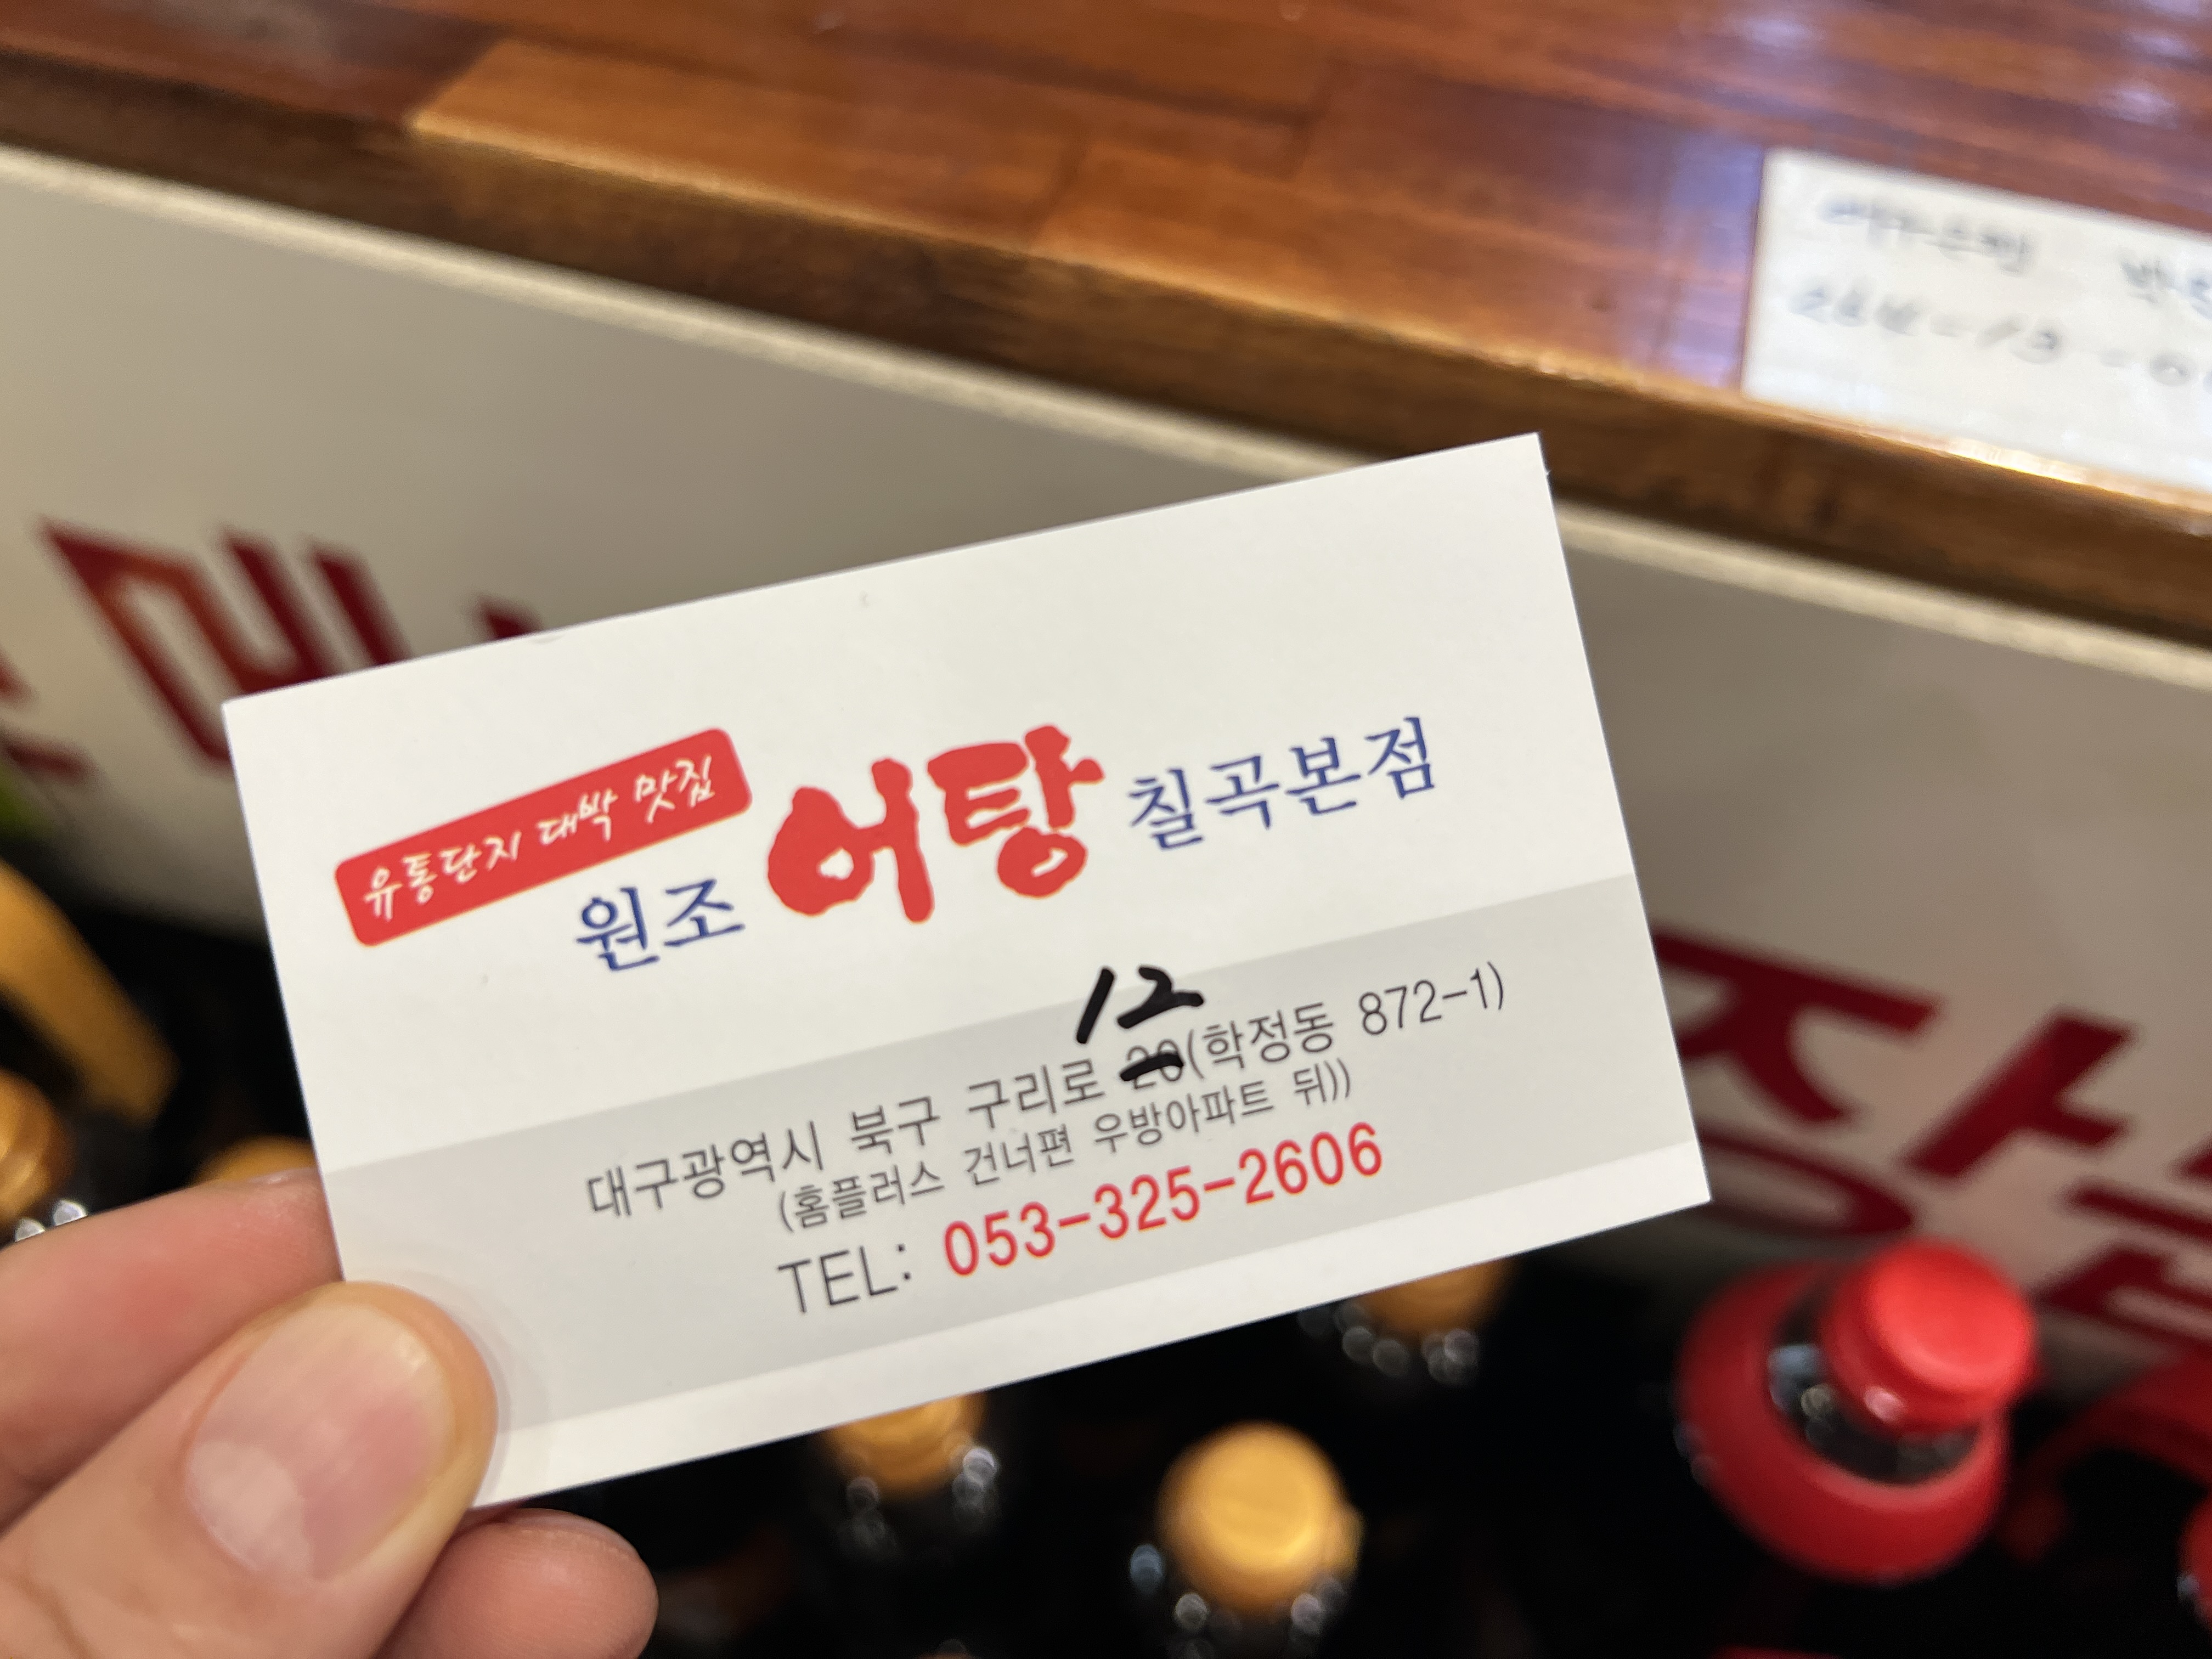 유통단지 대박 맛집
원조 어탕 칠곡본점
12
대구광역시 북구 구리로 20(학정동 872-1)
(홈플러스 건너편 우방아파트 뒤))
TEL: 053-325-2606